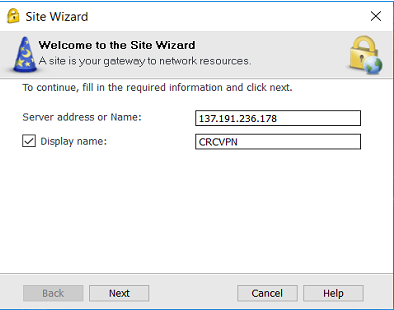 Site Wizard
Welcome to the Site Wizard
A site is your gateway to network resources.
To continue, fill in the required information and click next.
Server address or Name: 137.191.236.178
Display name: CRCVPN
Back Next Cancel Help